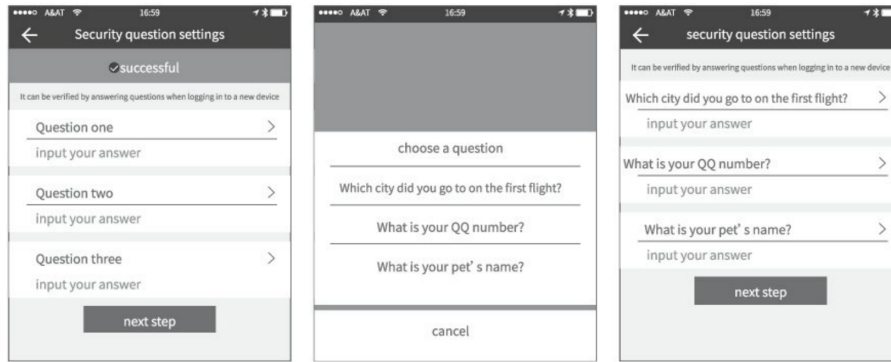 A&AT 16:59
Security question settings
successful
It can be verified by answering questions when logging in to a new device
Question one
input your answer
Question two
input your answer
Question three
input your answer
next step
A&AT 16:59
choose a question
Which city did you go to on the first flight?
What is your QQ number?
What is your pet's name?
cancel
A&AT 16:59
security question settings
It can be verified by answering questions when logging in to a new device
Which city did you go to on the first flight?
input your answer
What is your QQ number?
input your answer
What is your pet's name?
input your answer
next step